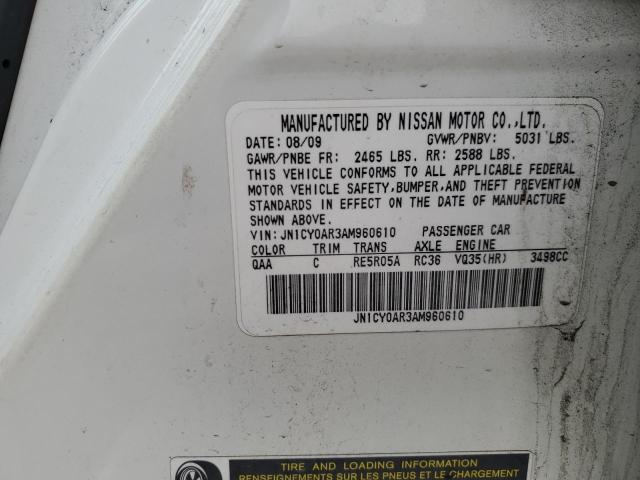 MANUFACTURED BY NISSAN MOTOR CO.,LTD.
DATE: 08/09 GVWR/PNBV: 5031 LBS.
GAWR/PNBE FR: 2465 LBS. RR: 2588 LBS.
THIS VEHICLE CONFORMS TO ALL APPLICABLE FEDERAL
MOTOR VEHICLE SAFETY,BUMPER,AND THEFT PREVENTION
STANDARDS IN EFFECT ON THE DATE OF MANUFACTURE
SHOWN ABOVE.
VIN: JN1CY0AR3AM960610 PASSENGER CAR
COLOR TRIM TRANS AXLE ENGINE
QAA C RE5R05A RC36 VQ35(HR) 3498CC
JN1CY0AR3AM960610
TIRE AND LOADING INFORMATION
RENSEIGNEMENTS SUR LES PNEUS ET LE CHARGEMENT